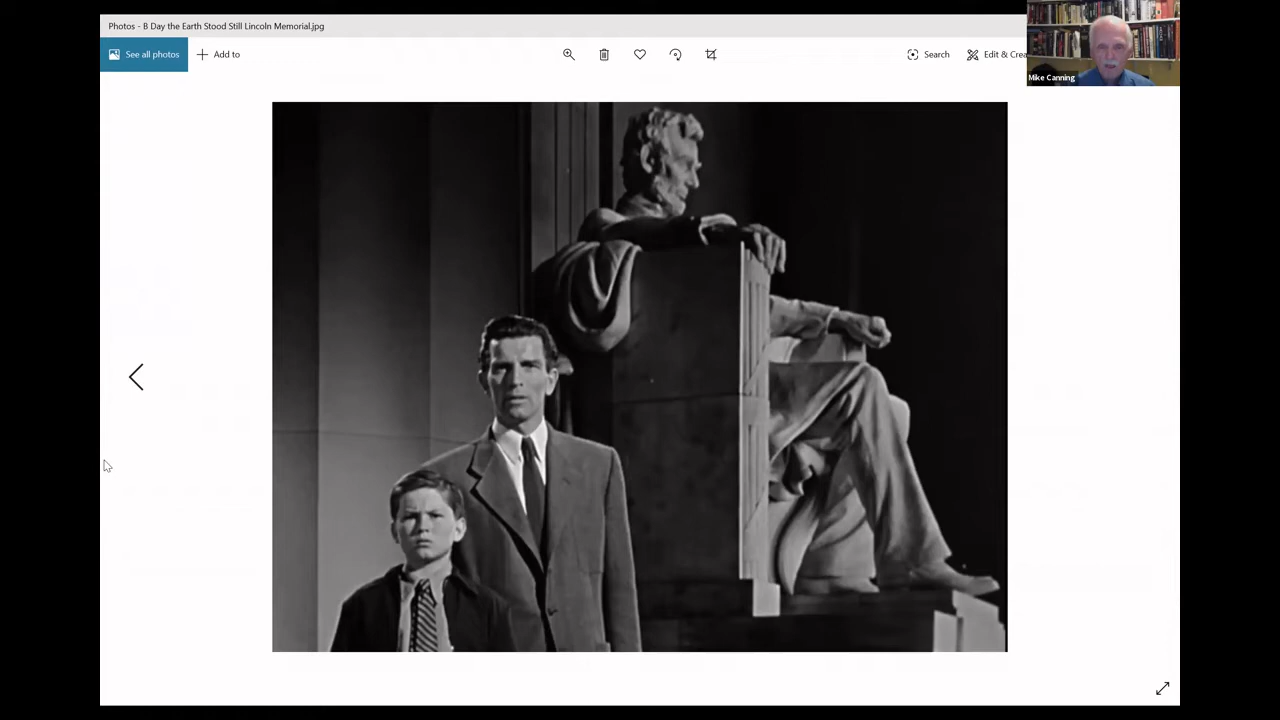 Photos - B Day the Earth Stood Still Lincoln Memorial.jpg
See all photos
Add to
Search
Edit & Crea
Mike Canning